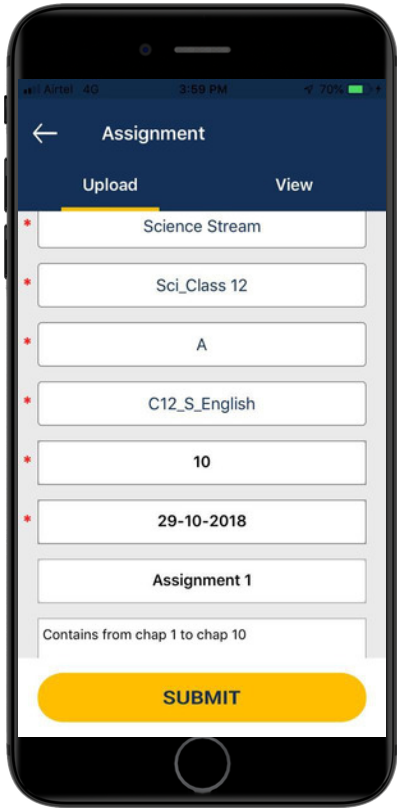 Airtel 4G 3:59 PM 70%
Assignment
Upload View
* Science Stream
* Sci_Class 12
* A
* C12_S_English
* 10
* 29-10-2018
Assignment 1
Contains from chap 1 to chap 10
SUBMIT